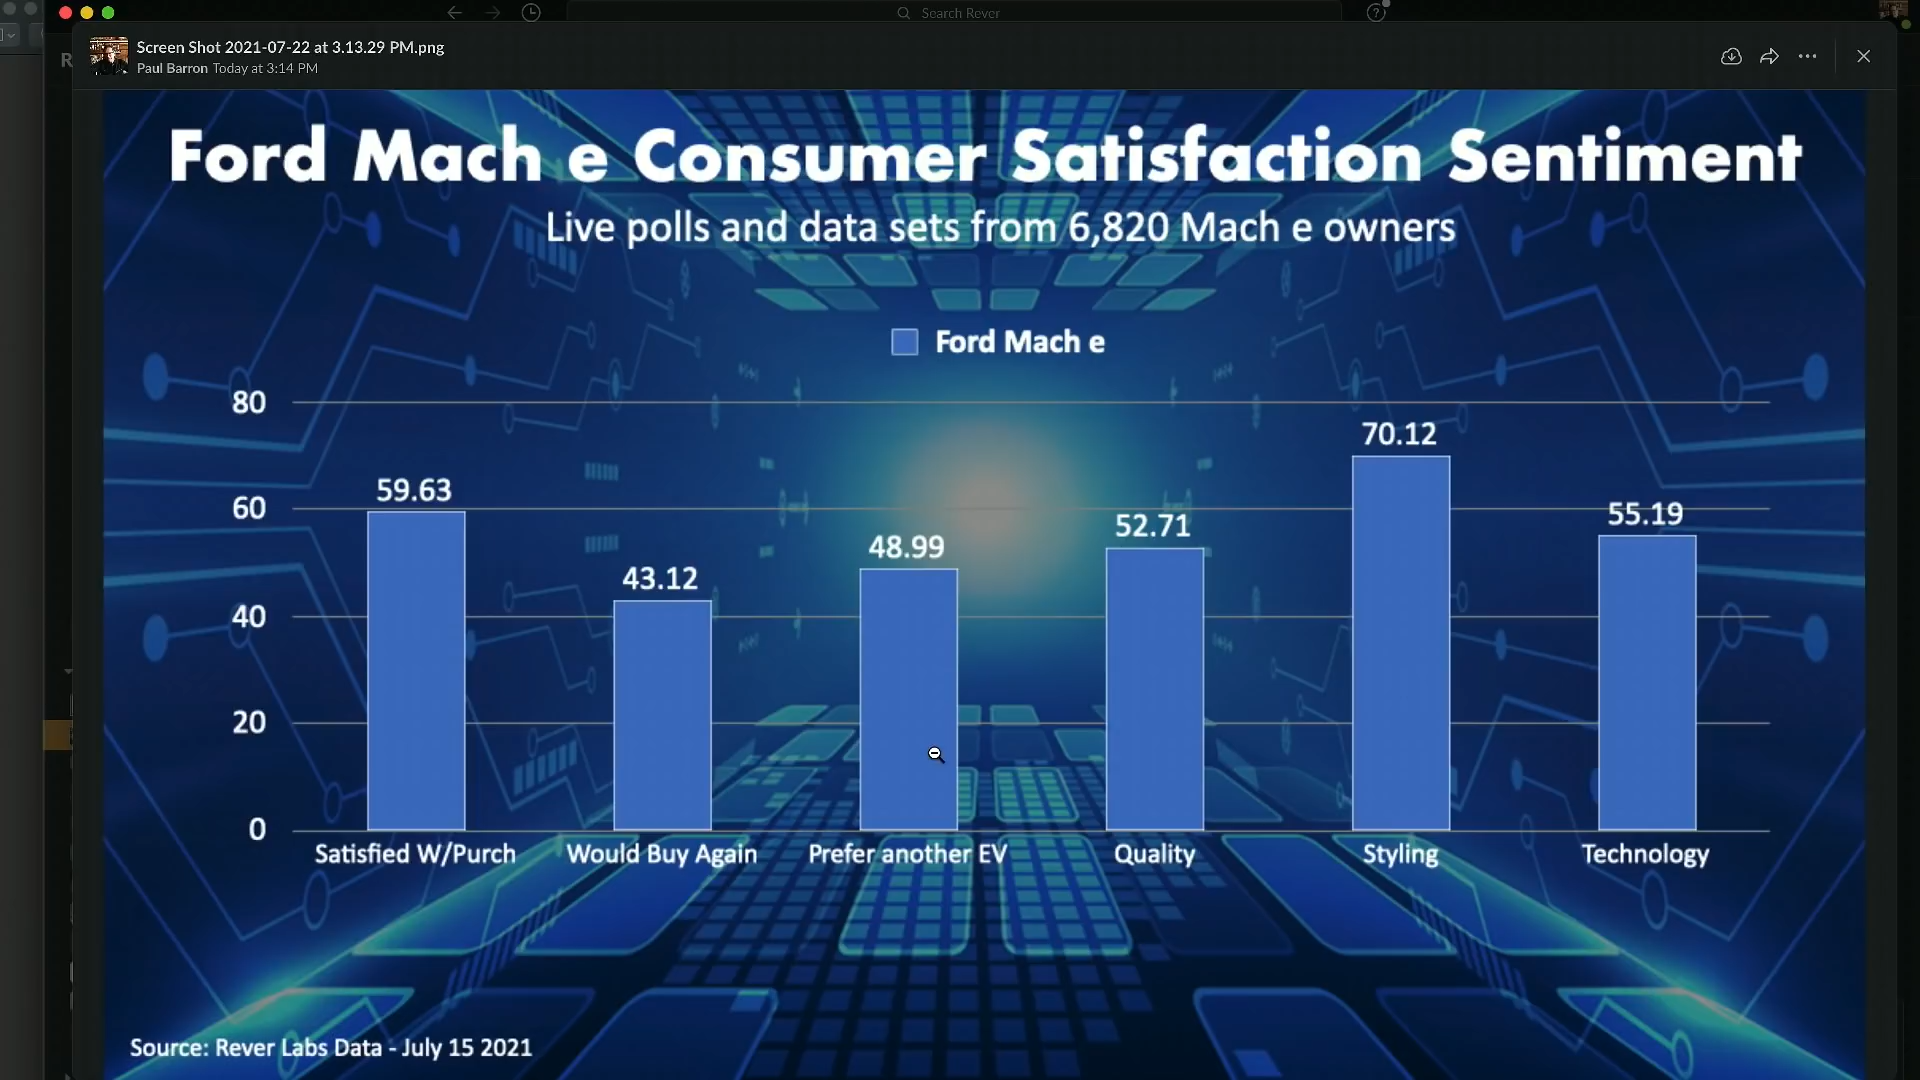 Search Rever
Screen Shot 2021-07-22 at 3.13.29 PM.png
Paul Barron Today at 3:14 PM
R
Ford Mach e Consumer Satisfaction Sentiment
Live polls and data sets from 6,820 Mach e owners
Ford Mach e
80
60
40
20
0
59.63
43.12
48.99
52.71
70.12
55.19
Satisfied W/Purch
Would Buy Again
Prefer another EV
Quality
Styling
Technology
Source: Rever Labs Data - July 15 2021